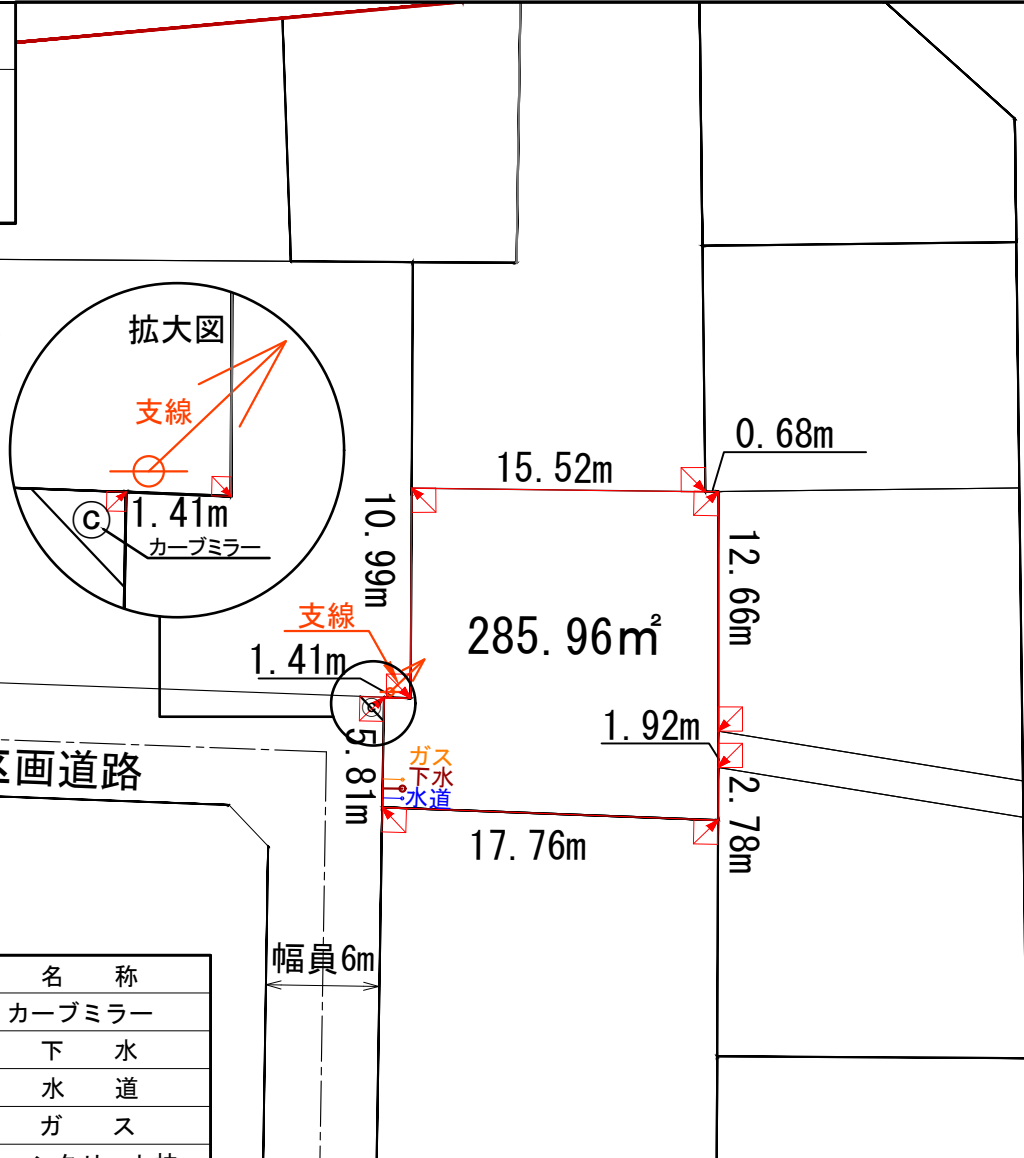 拡大図
支線
1.41m
C
カーブミラー
0.68m
15.52m
10.99m
12.66m
285.96㎡
支線
1.41m
C
1.92m
5.81m
ガス
下水
水道
2.78m
画道路
17.76m
幅員6m
名 称
カーブミラー
下 水
水 道
ガ ス